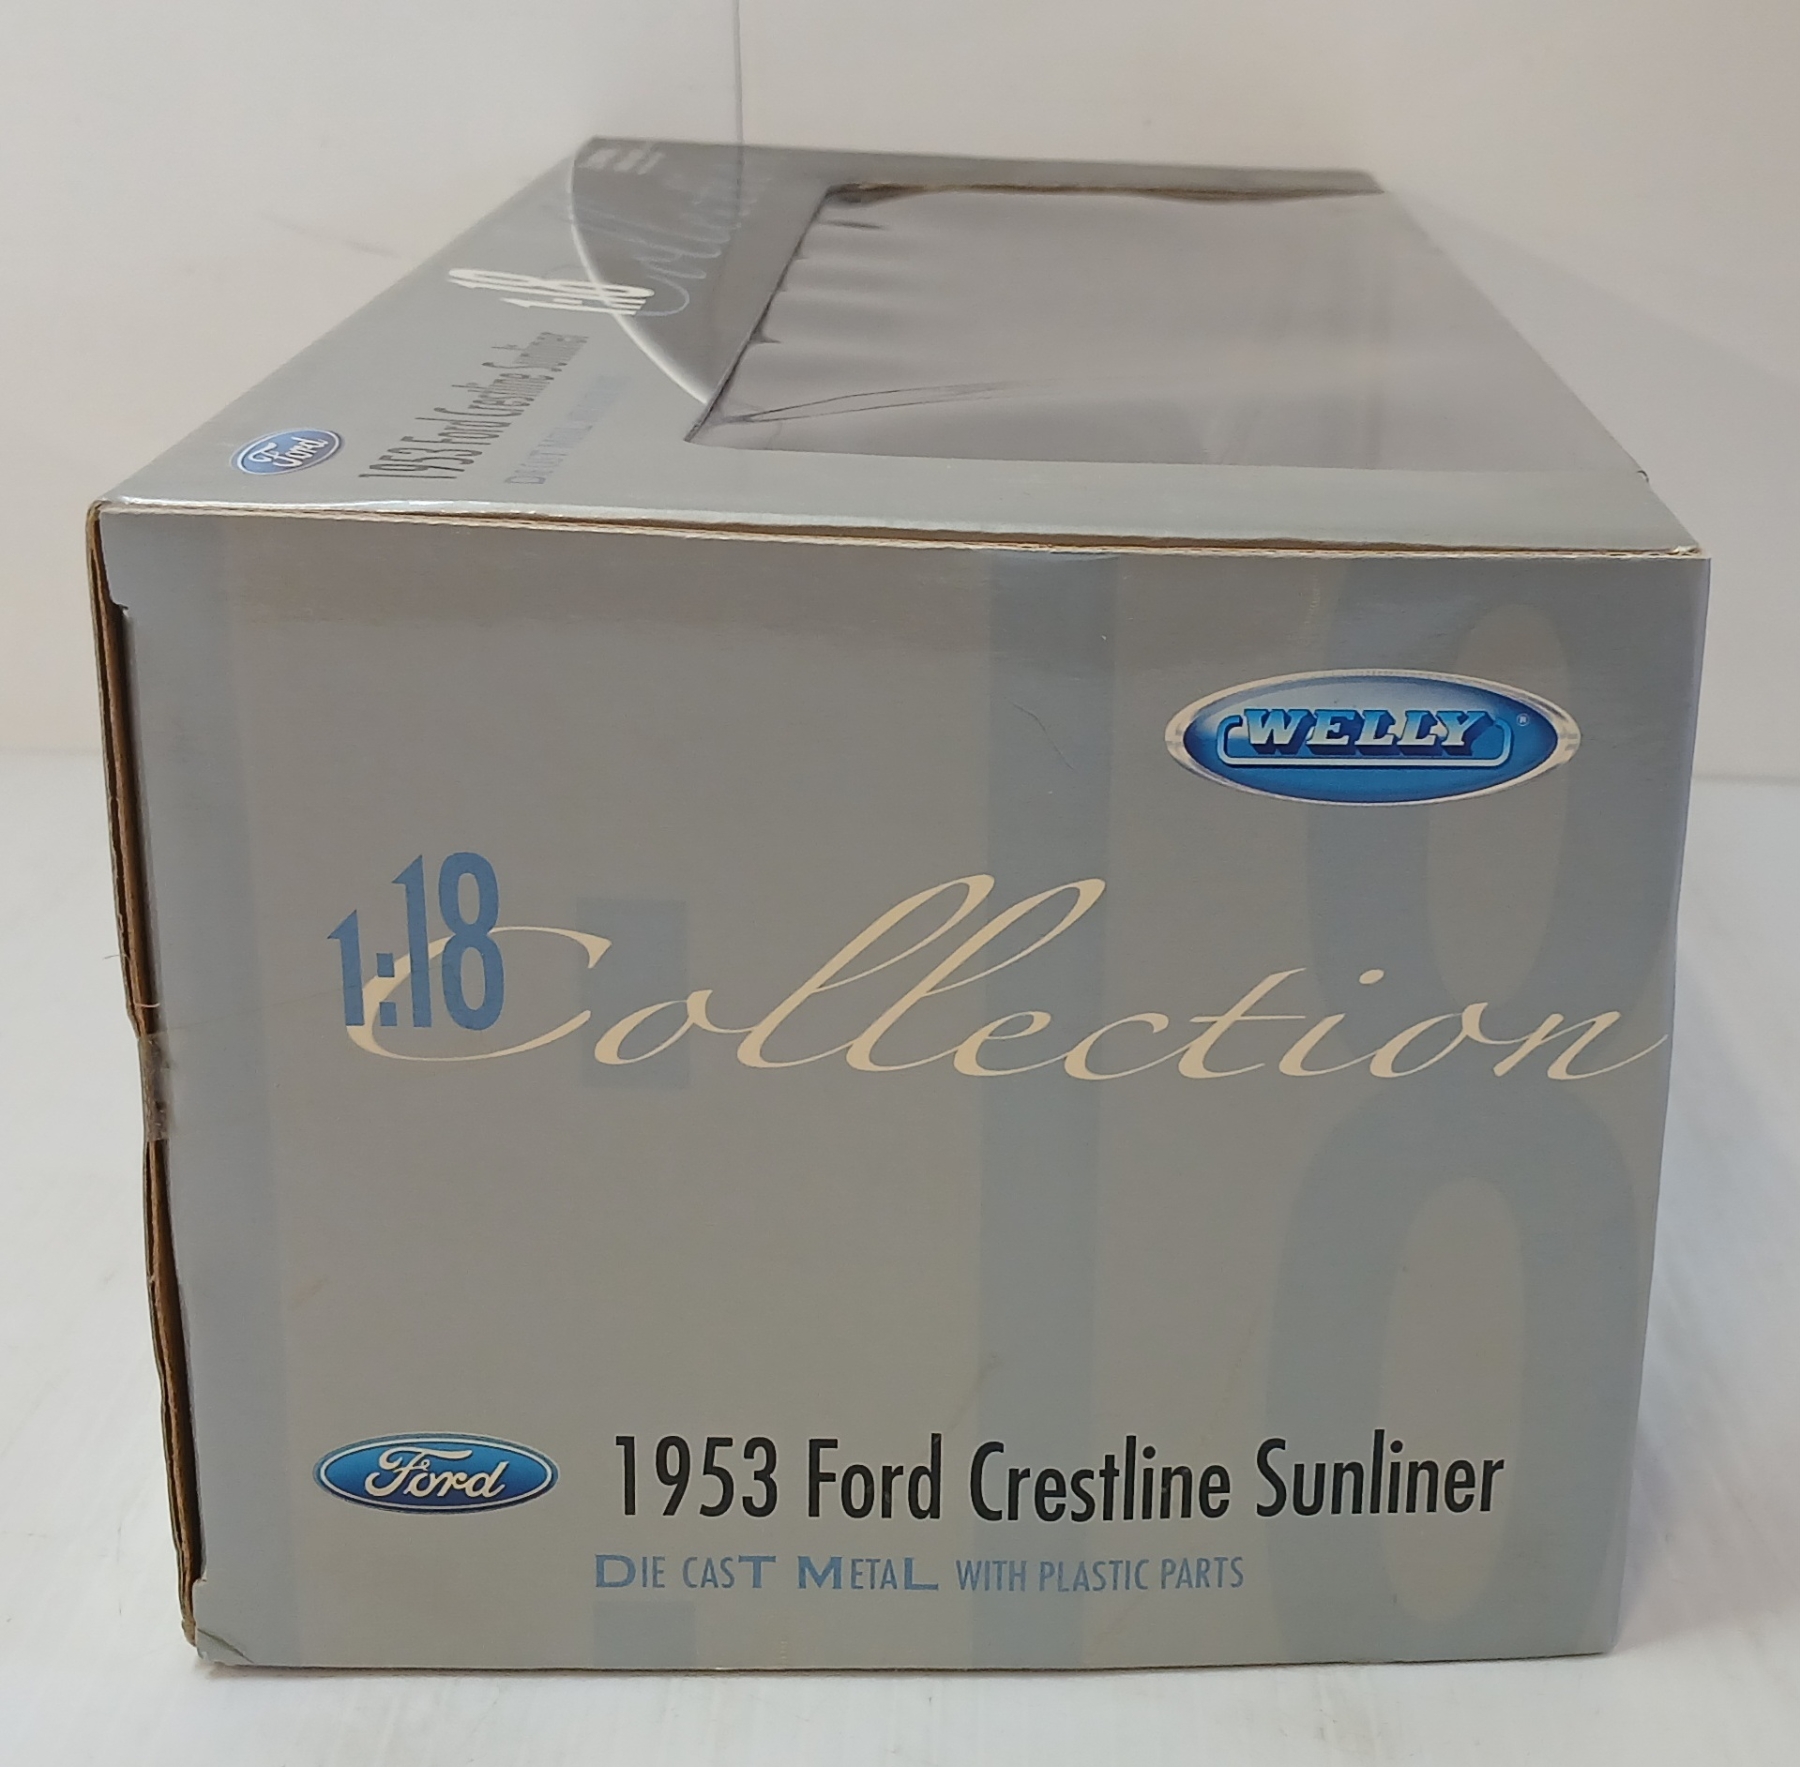 1:18 Collection
1953 Ford Crestline Sunliner
Ford
WELLY®
1:18 Collection
Ford
1953 Ford Crestline Sunliner
DIE CAST METAL WITH PLASTIC PARTS